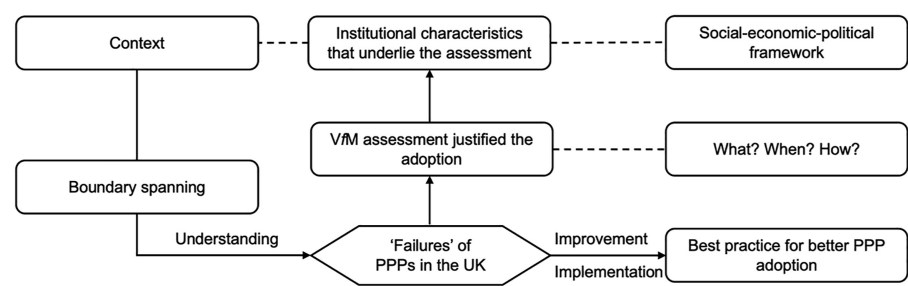 Context
Institutional characteristics
that underlie the assessment
Social-economic-political
framework
VfM assessment justified the
adoption
What? When? How?
Boundary spanning
Understanding
‘Failures’ of
PPPs in the UK
Improvement
Implementation
Best practice for better PPP
adoption